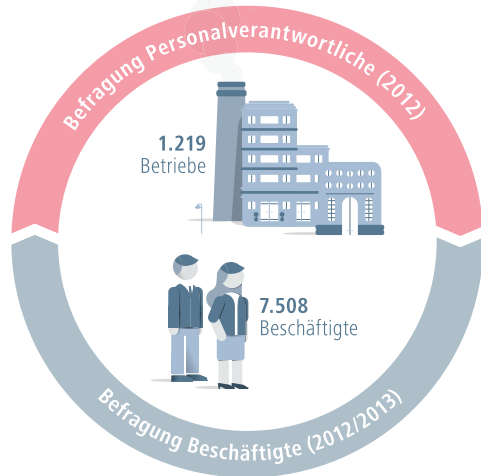 Befragung Personalverantwortliche (2012)
1.219
Betriebe
7.508
Beschäftigte
Befragung Beschäftigte (2012/2013)